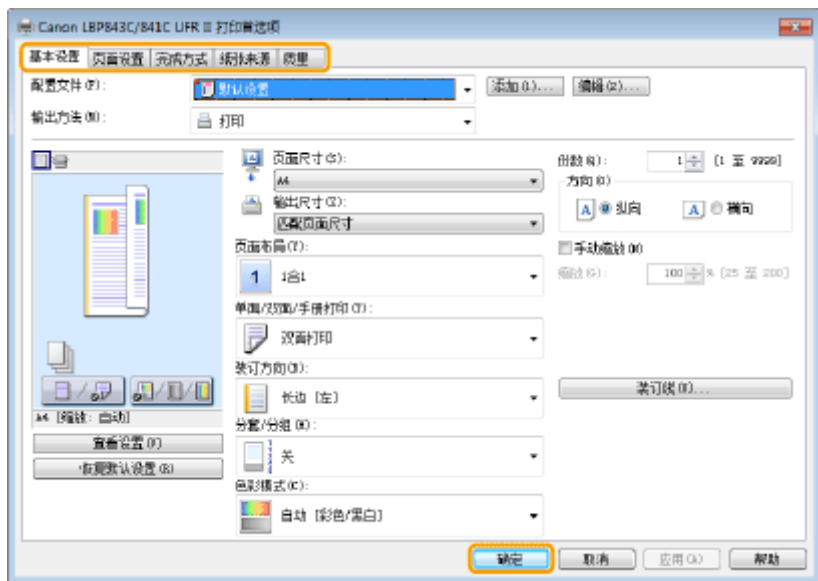 Canon LBP843C/841C UFR II 打印首选项
基本设置 页面设置 完成方式 纸张来源 质量
配置文件(F): 默认设置 添加(1)... 编辑(2)...
输出方法(M): 打印
页面尺寸(S): 份数(Q): 1 [1 至 9999]
A4 方向(N)
输出尺寸(Z): A 纵向 A 横向
匹配页面尺寸
页面布局(Y): 手动缩放(W)
1 1合1 缩放(G): 100 % [25 至 200]
单面/双面/手册打印(T):
双面打印
装订方向(B):
长边 [左] 装订线(U)...
A4 [缩放: 自动]
分套/分组(K):
查看设置(V) 关
恢复默认设置(R)
色彩模式(C):
自动 [彩色/黑白]
确定 取消 应用(A) 帮助